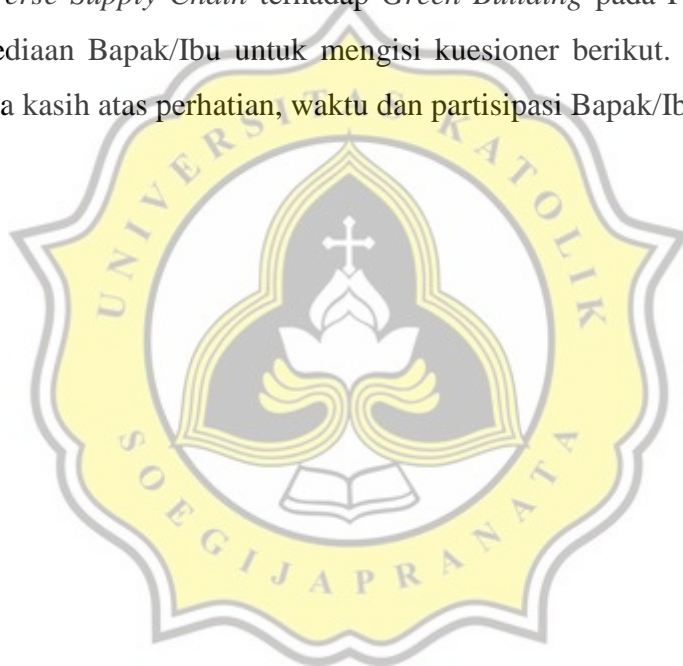 erse Supply Chain terhadap Green Building pada P
ediaan Bapak/Ibu untuk mengisi kuesioner berikut.
a kasih atas perhatian, waktu dan partisipasi Bapak/Ib
UNIVERSITAS KATOLIK
SOEGIJAPRANATA